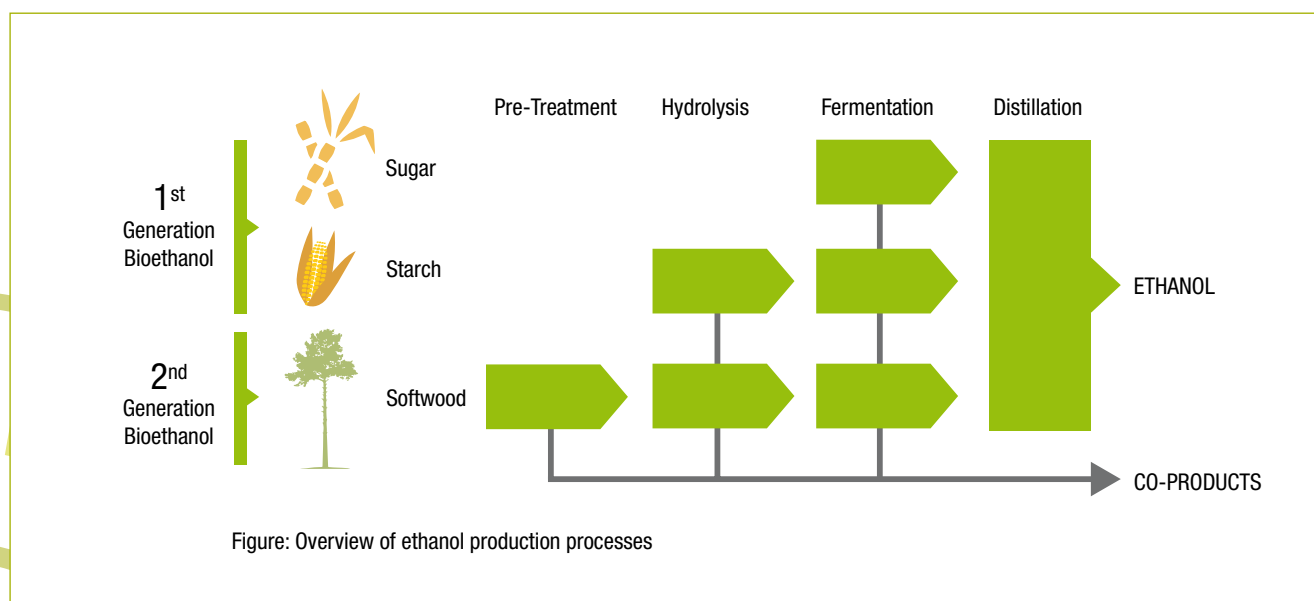 Pre-Treatment
Hydrolysis
Fermentation
Distillation
1st
Generation
Bioethanol
Sugar
Starch
2nd
Generation
Bioethanol
Softwood
ETHANOL
CO-PRODUCTS
Figure: Overview of ethanol production processes